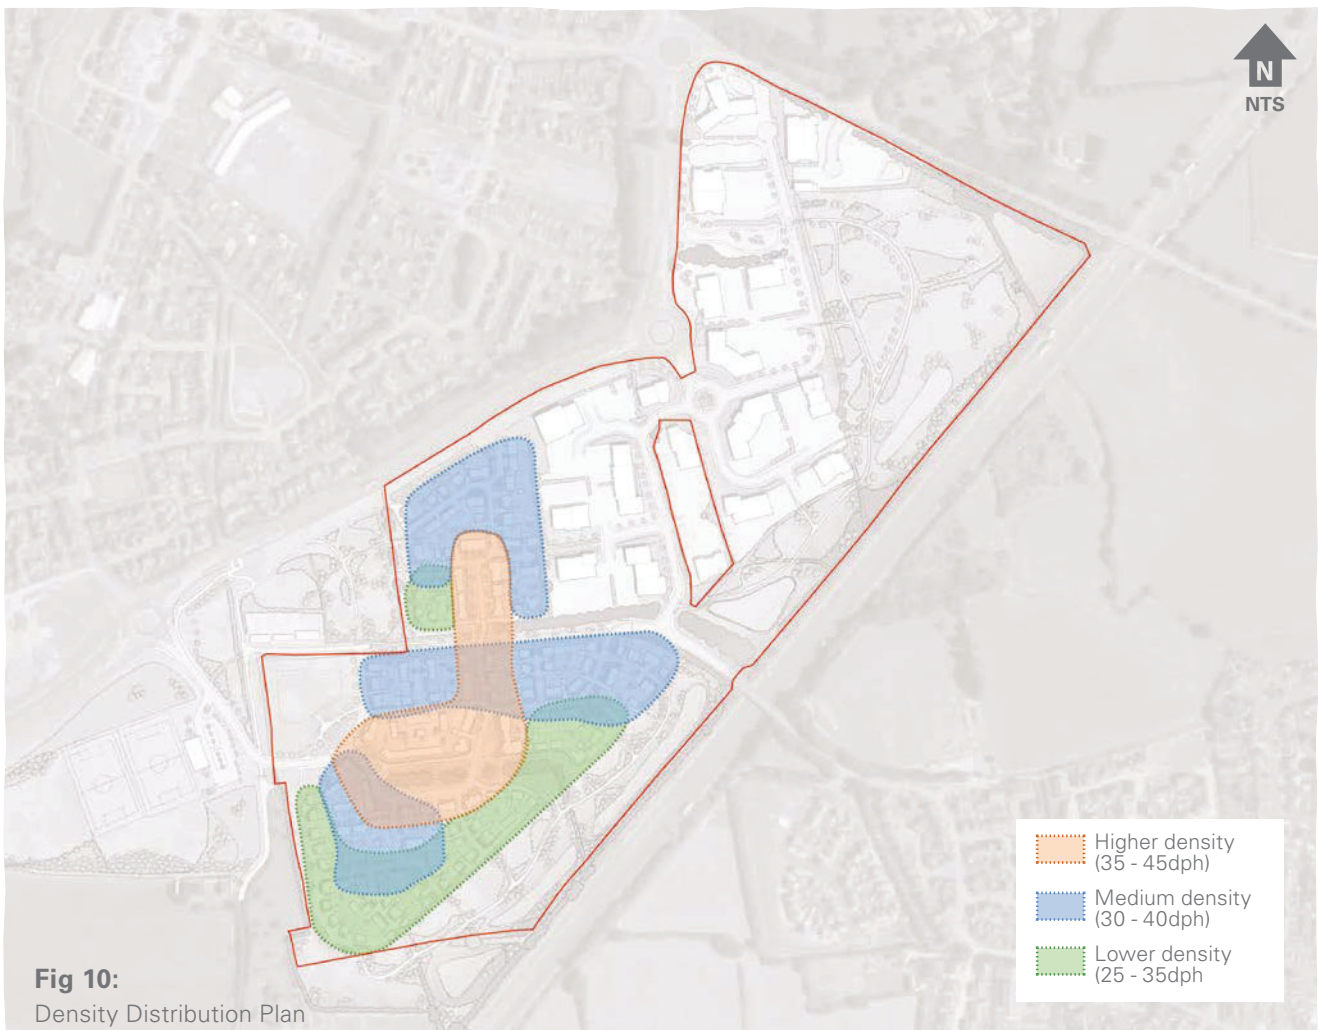 N
NTS
Higher density
(35 - 45dph)
Medium density
(30 - 40dph)
Lower density
(25 - 35dph
Fig 10:
Density Distribution Plan